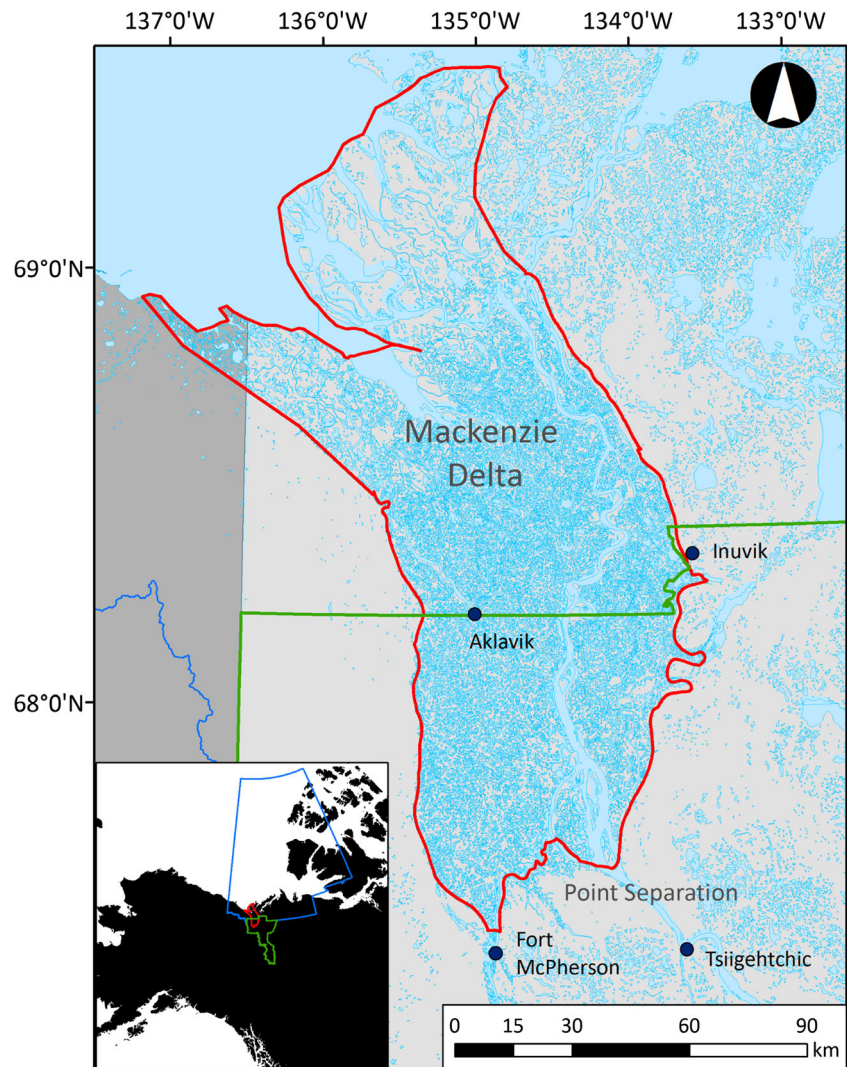 137°0'W 136°0'W 135°0'W 134°0'W 133°0'W
69°0'N
Mackenzie
Delta
Inuvik
Aklavik
68°0'N
Point Separation
Fort
McPherson
Tsiigehtchic
0 15 30 60 90
km